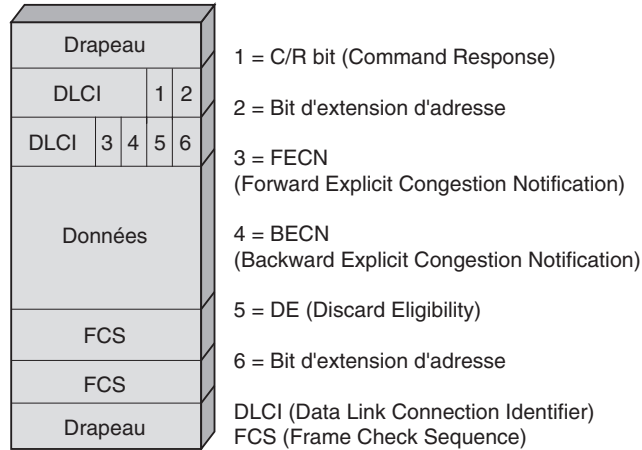 Drapeau
DLCI 1 2
DLCI 3 4 5 6
Données
FCS
FCS
Drapeau
1 = C/R bit (Command Response)
2 = Bit d'extension d'adresse
3 = FECN
(Forward Explicit Congestion Notification)
4 = BECN
(Backward Explicit Congestion Notification)
5 = DE (Discard Eligibility)
6 = Bit d'extension d'adresse
DLCI (Data Link Connection Identifier)
FCS (Frame Check Sequence)